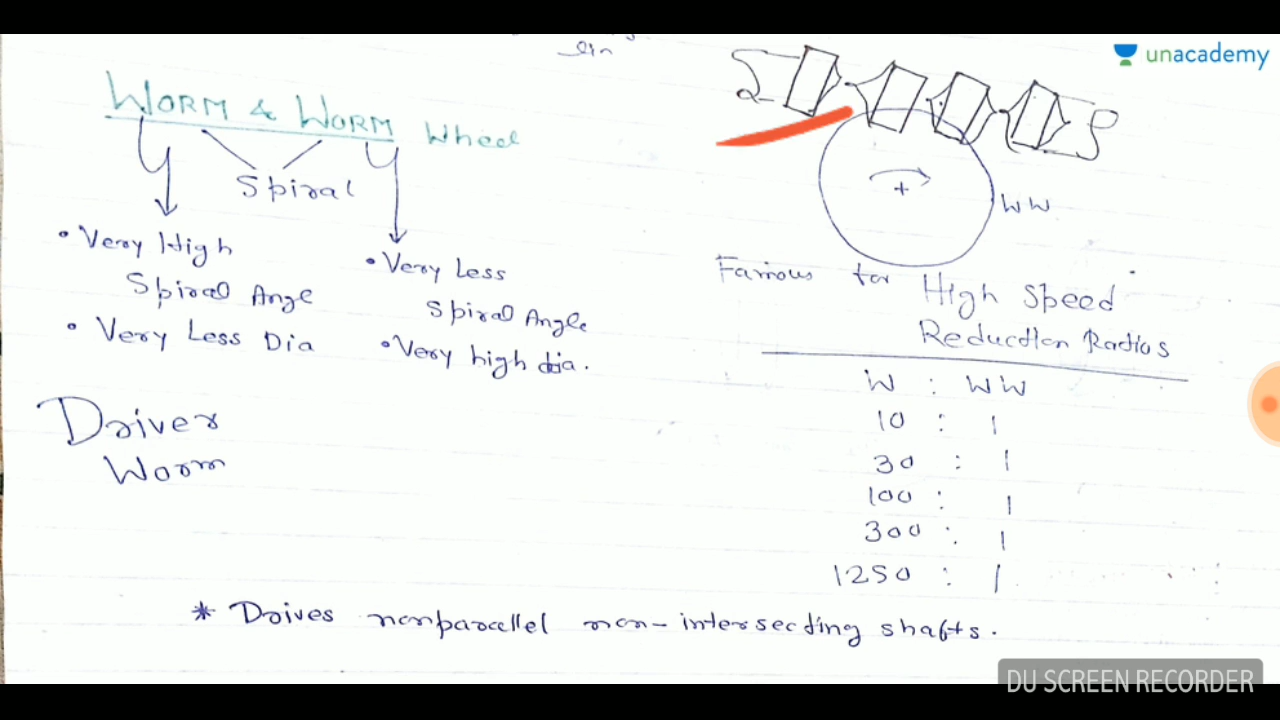 unacademy
WORM & WORM Wheel
Spiral
• Very High
Spiral Ange
• Very Less Dia
• Very Less
Spiral Angle
• Very high dia.
Driver
Worm
+
WW
Famous for High Speed
Reduction Ratios
W : WW
10 : 1
30 : 1
100 : 1
300 : 1
1250 : 1
* Drives nonparallel non-intersecting shafts.
DU SCREEN RECORDER